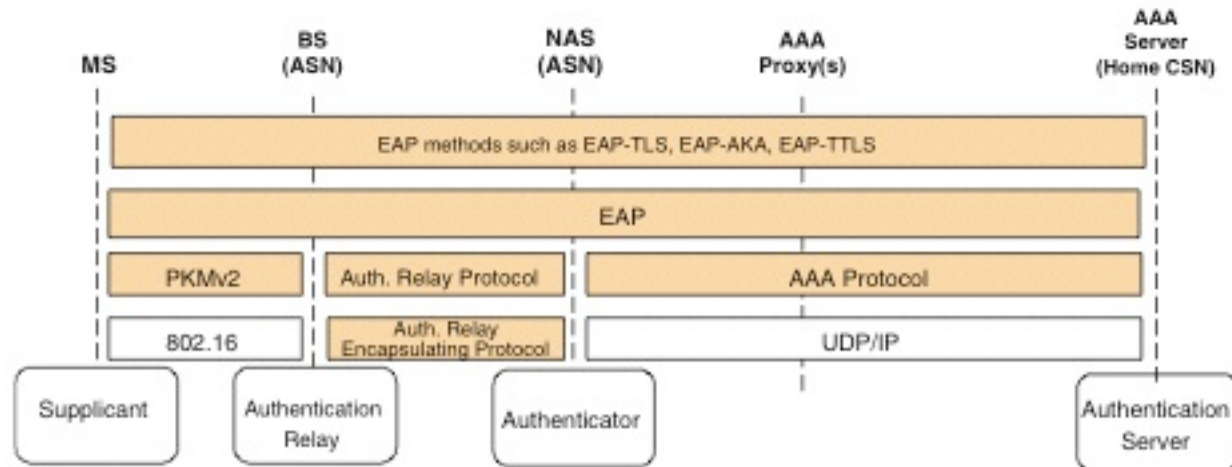 MS
BS
(ASN)
NAS
(ASN)
AAA
Proxy(s)
AAA
Server
(Home CSN)
EAP methods such as EAP-TLS, EAP-AKA, EAP-TTLS
EAP
PKMv2
Auth. Relay Protocol
AAA Protocol
802.16
Auth. Relay
Encapsulating Protocol
UDP/IP
Supplicant
Authentication
Relay
Authenticator
Authentication
Server